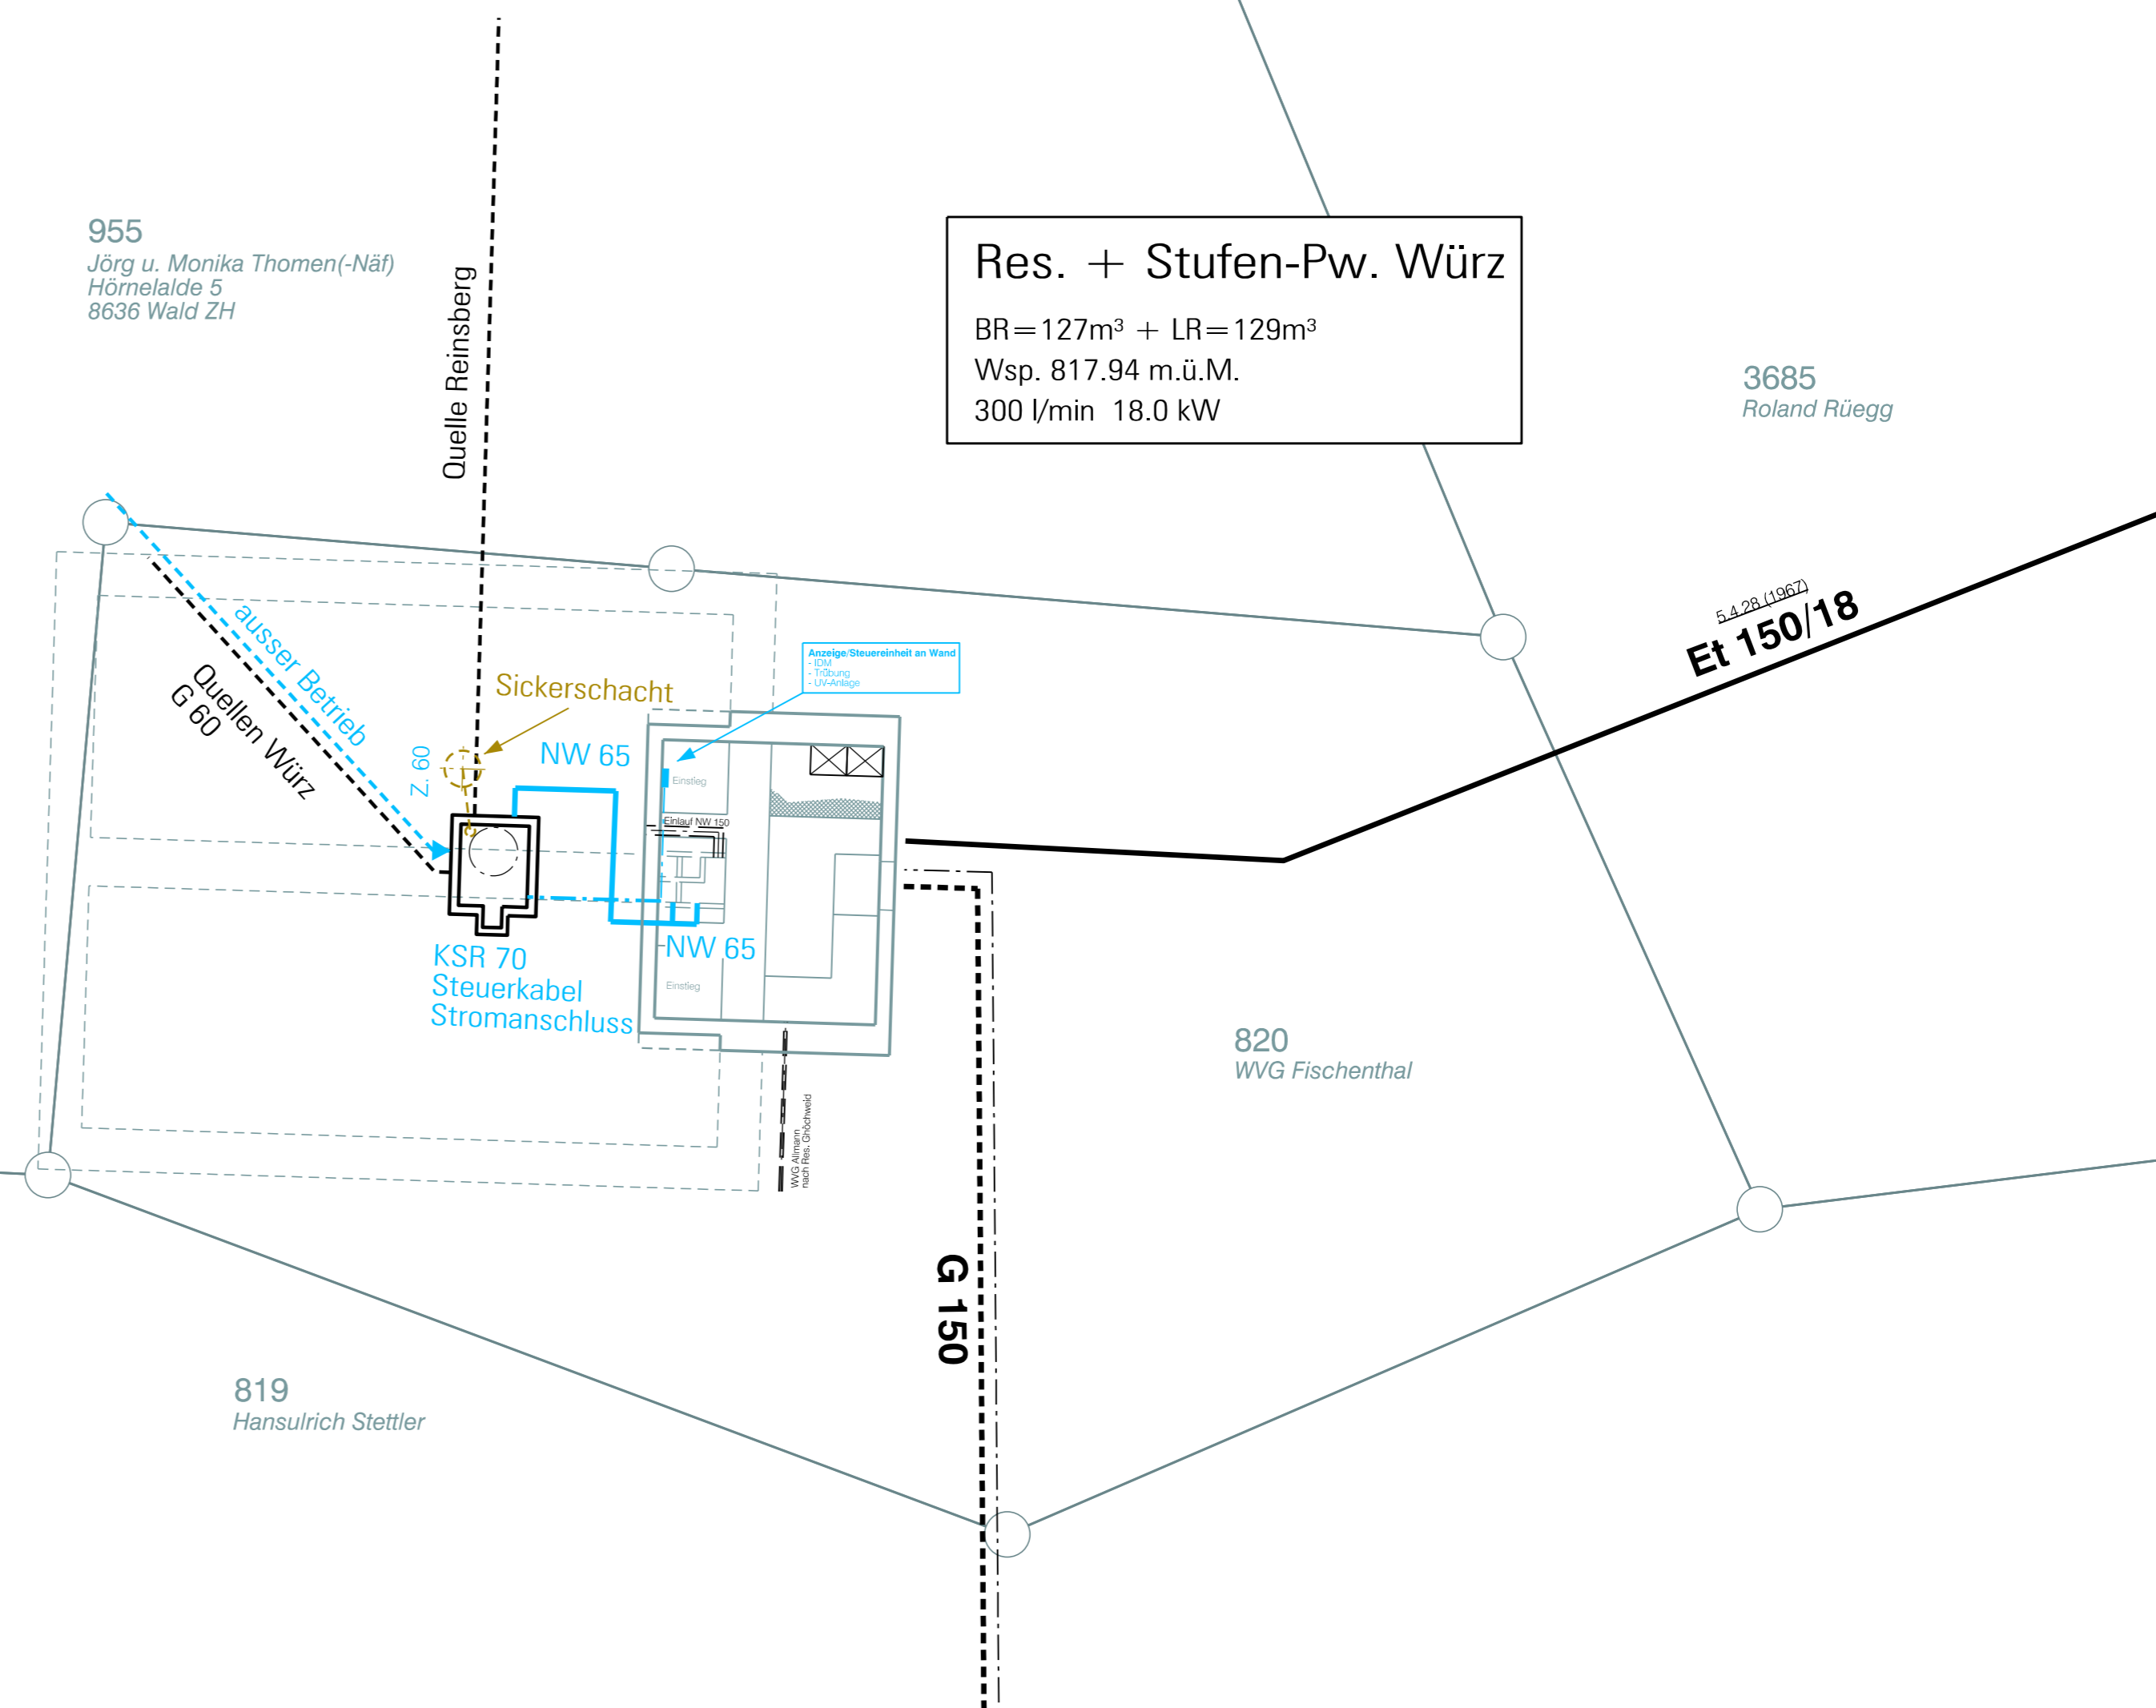 955
Jörg u. Monika Thomen(-Näf)
Hörnelalde 5
8636 Wald ZH
Quelle Reinsberg
Res. + Stufen-Pw. Würz
BR=127m³ + LR=129m³
Wsp. 817.94 m.ü.M.
300 l/min 18.0 kW
3685
Roland Rüegg
5.4.28 (1967)
Et 150/18
ausser Betrieb
Quellen Würz
G 60
Sickerschacht
Z. 60
NW 65
Anzeige/Steuereinheit an Wand
- IDM
- Trübung
- UV-Anlage
Einstieg
Einlauf NW 150
NW 65
KSR 70
Steuerkabel
Stromanschluss
Einstieg
WVG Allmann
nach Res. Ghöchweid
820
WVG Fischenthal
G 150
819
Hansulrich Stettler